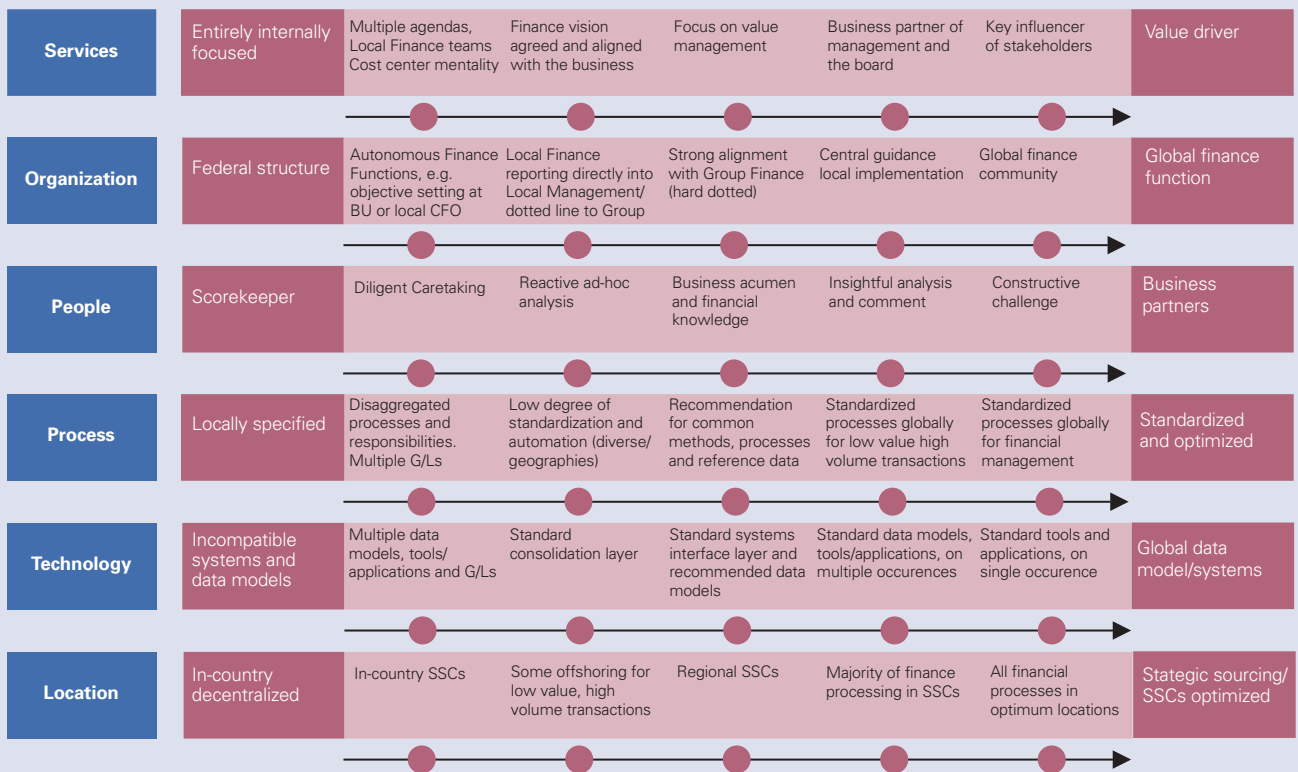 Services
Entirely internally
focused
Multiple agendas,
Local Finance teams
Cost center mentality
Finance vision
agreed and aligned
with the business
Focus on value
management
Business partner of
management and
the board
Key influencer
of stakeholders
Value driver
Organization
Federal structure
Autonomous Finance
Functions, e.g.
objective setting at
BU or local CFO
Local Finance
reporting directly into
Local Management/
dotted line to Group
Strong alignment
with Group Finance
(hard dotted)
Central guidance
local implementation
Global finance
community
Global finance
function
People
Scorekeeper
Diligent Caretaking
Reactive ad-hoc
analysis
Business acumen
and financial
knowledge
Insightful analysis
and comment
Constructive
challenge
Business
partners
Process
Locally specified
Disaggregated
processes and
responsibilities.
Multiple G/Ls
Low degree of
standardization and
automation (diverse/
geographies)
Recommendation
for common
methods, processes
and reference data
Standardized
processes globally
for low value high
volume transactions
Standardized
processes globally
for financial
management
Standardized
and optimized
Technology
Incompatible
systems and
data models
Multiple data
models, tools/
applications and G/Ls
Standard
consolidation layer
Standard systems
interface layer and
recommended data
models
Standard data models,
tools/applications, on
multiple occurences
Standard tools and
applications, on
single occurence
Global data
model/systems
Location
In-country
decentralized
In-country SSCs
Some offshoring for
low value, high
volume transactions
Regional SSCs
Majority of finance
processing in SSCs
All financial
processes in
optimum locations
Stategic sourcing/
SSCs optimized